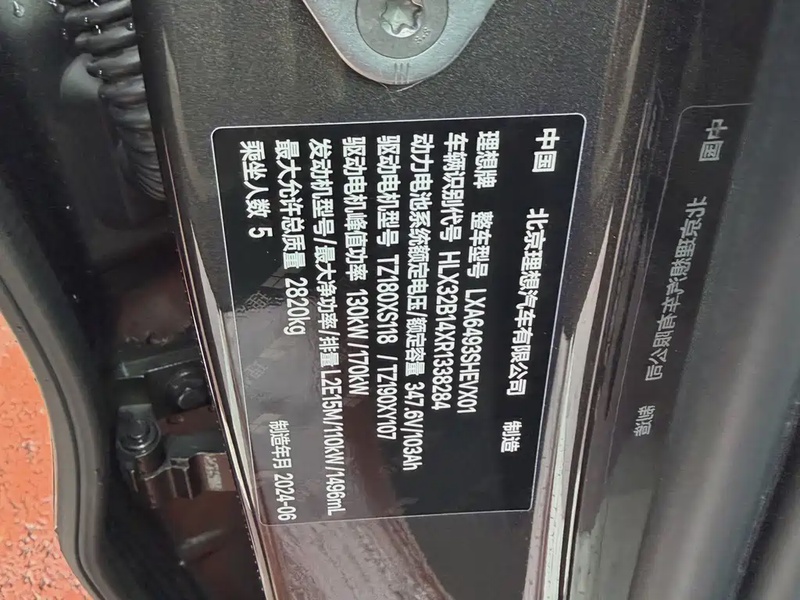 中国 北京理想汽车有限公司 制造
理想牌 整车型号 LXA6493SHEVX01
车辆识别代号 HLX32B14XR1338284
动力电池系统额定电压/额定容量 347.6V/103Ah
驱动电机型号 TZ180XS118 / TZ190XY107
驱动电机峰值功率 130KW/170KW
发动机型号/最大净功率/排量 L2E15M/110kW/1496mL
最大允许总质量 2820kg 制造年月 2024-06
乘坐人数 5